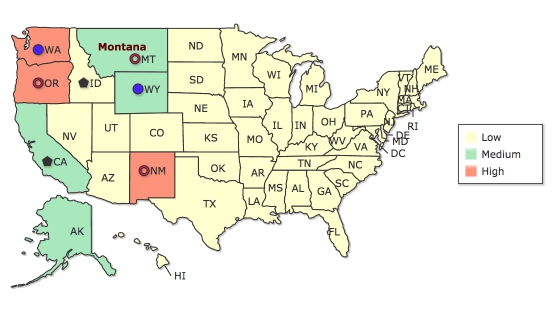 WA
Montana
MT
ND
MN
ME
OR
ID
WY
SD
WI
MI
NY
VT
NH
MA
CT
RI
NV
UT
CO
NE
IA
IL
IN
OH
PA
NJ
DE
MD
DC
CA
AZ
NM
KS
OK
TX
MO
AR
LA
KY
WV
VA
TN
NC
SC
MS
AL
GA
FL
AK
HI
Low
Medium
High